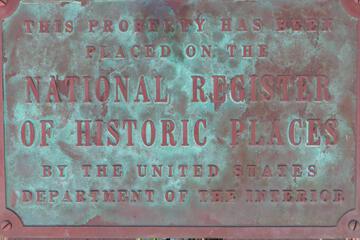 THIS PROPERTY HAS BEEN
PLACED ON THE
NATIONAL REGISTER
OF HISTORIC PLACES
BY THE UNITED STATES
DEPARTMENT OF THE INTERIOR